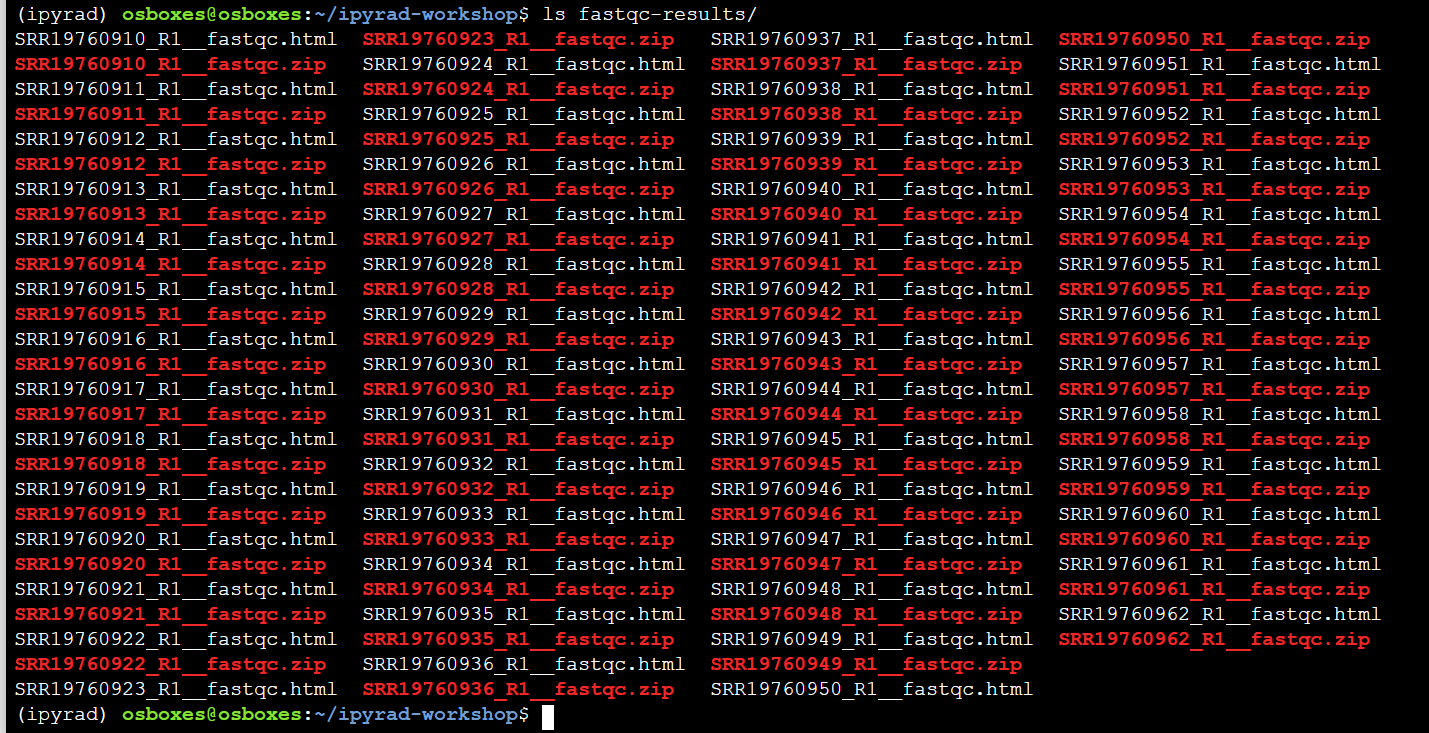 (ipyrad) osboxes@osboxes:~/ipyrad-workshop$ ls fastqc-results/
SRR19760910_R1__fastqc.html  SRR19760923_R1__fastqc.zip   SRR19760937_R1__fastqc.html  SRR19760950_R1__fastqc.zip
SRR19760910_R1__fastqc.zip   SRR19760924_R1__fastqc.html  SRR19760937_R1__fastqc.zip   SRR19760951_R1__fastqc.html
SRR19760911_R1__fastqc.html  SRR19760924_R1__fastqc.zip   SRR19760938_R1__fastqc.html  SRR19760951_R1__fastqc.zip
SRR19760911_R1__fastqc.zip   SRR19760925_R1__fastqc.html  SRR19760938_R1__fastqc.zip   SRR19760952_R1__fastqc.html
SRR19760912_R1__fastqc.html  SRR19760925_R1__fastqc.zip   SRR19760939_R1__fastqc.html  SRR19760952_R1__fastqc.zip
SRR19760912_R1__fastqc.zip   SRR19760926_R1__fastqc.html  SRR19760939_R1__fastqc.zip   SRR19760953_R1__fastqc.html
SRR19760913_R1__fastqc.html  SRR19760926_R1__fastqc.zip   SRR19760940_R1__fastqc.html  SRR19760953_R1__fastqc.zip
SRR19760913_R1__fastqc.zip   SRR19760927_R1__fastqc.html  SRR19760940_R1__fastqc.zip   SRR19760954_R1__fastqc.html
SRR19760914_R1__fastqc.html  SRR19760927_R1__fastqc.zip   SRR19760941_R1__fastqc.html  SRR19760954_R1__fastqc.zip
SRR19760914_R1__fastqc.zip   SRR19760928_R1__fastqc.html  SRR19760941_R1__fastqc.zip   SRR19760955_R1__fastqc.html
SRR19760915_R1__fastqc.html  SRR19760928_R1__fastqc.zip   SRR19760942_R1__fastqc.html  SRR19760955_R1__fastqc.zip
SRR19760915_R1__fastqc.zip   SRR19760929_R1__fastqc.html  SRR19760942_R1__fastqc.zip   SRR19760956_R1__fastqc.html
SRR19760916_R1__fastqc.html  SRR19760929_R1__fastqc.zip   SRR19760943_R1__fastqc.html  SRR19760956_R1__fastqc.zip
SRR19760916_R1__fastqc.zip   SRR19760930_R1__fastqc.html  SRR19760943_R1__fastqc.zip   SRR19760957_R1__fastqc.html
SRR19760917_R1__fastqc.html  SRR19760930_R1__fastqc.zip   SRR19760944_R1__fastqc.html  SRR19760957_R1__fastqc.zip
SRR19760917_R1__fastqc.zip   SRR19760931_R1__fastqc.html  SRR19760944_R1__fastqc.zip   SRR19760958_R1__fastqc.html
SRR19760918_R1__fastqc.html  SRR19760931_R1__fastqc.zip   SRR19760945_R1__fastqc.html  SRR19760958_R1__fastqc.zip
SRR19760918_R1__fastqc.zip   SRR19760932_R1__fastqc.html  SRR19760945_R1__fastqc.zip   SRR19760959_R1__fastqc.html
SRR19760919_R1__fastqc.html  SRR19760932_R1__fastqc.zip   SRR19760946_R1__fastqc.html  SRR19760959_R1__fastqc.zip
SRR19760919_R1__fastqc.zip   SRR19760933_R1__fastqc.html  SRR19760946_R1__fastqc.zip   SRR19760960_R1__fastqc.html
SRR19760920_R1__fastqc.html  SRR19760933_R1__fastqc.zip   SRR19760947_R1__fastqc.html  SRR19760960_R1__fastqc.zip
SRR19760920_R1__fastqc.zip   SRR19760934_R1__fastqc.html  SRR19760947_R1__fastqc.zip   SRR19760961_R1__fastqc.html
SRR19760921_R1__fastqc.html  SRR19760934_R1__fastqc.zip   SRR19760948_R1__fastqc.html  SRR19760961_R1__fastqc.zip
SRR19760921_R1__fastqc.zip   SRR19760935_R1__fastqc.html  SRR19760948_R1__fastqc.zip   SRR19760962_R1__fastqc.html
SRR19760922_R1__fastqc.html  SRR19760935_R1__fastqc.zip   SRR19760949_R1__fastqc.html  SRR19760962_R1__fastqc.zip
SRR19760922_R1__fastqc.zip   SRR19760936_R1__fastqc.html  SRR19760949_R1__fastqc.zip
SRR19760923_R1__fastqc.html  SRR19760936_R1__fastqc.zip   SRR19760950_R1__fastqc.html
(ipyrad) osboxes@osboxes:~/ipyrad-workshop$